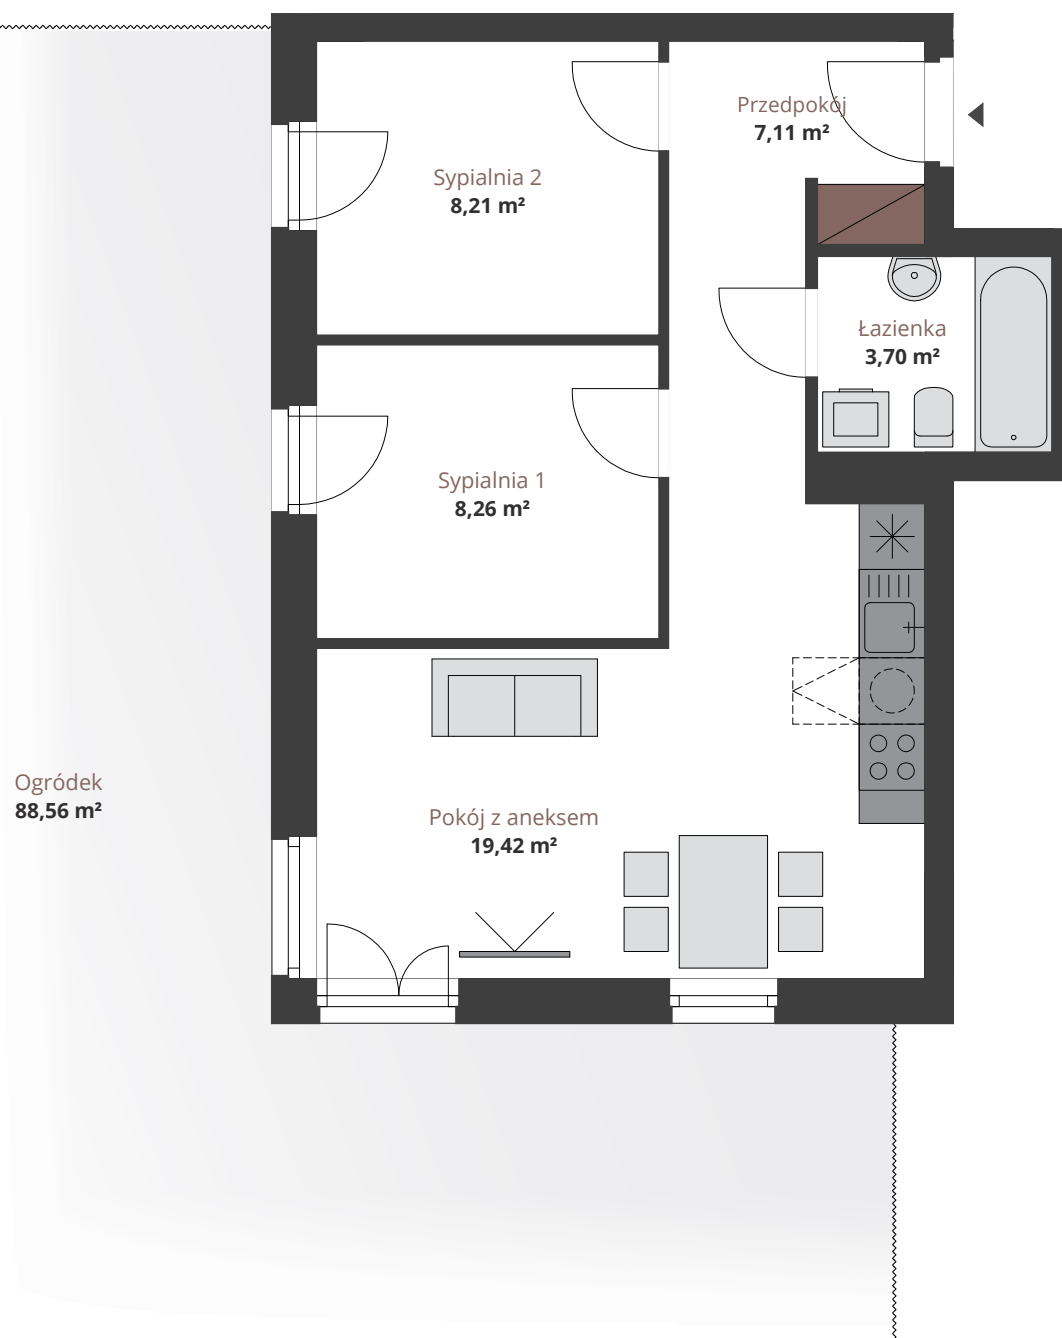 Przedpokój
7,11 m²
Sypialnia 2
8,21 m²
Łazienka
3,70 m²
Sypialnia 1
8,26 m²
Ogródek
88,56 m²
Pokój z aneksem
19,42 m²